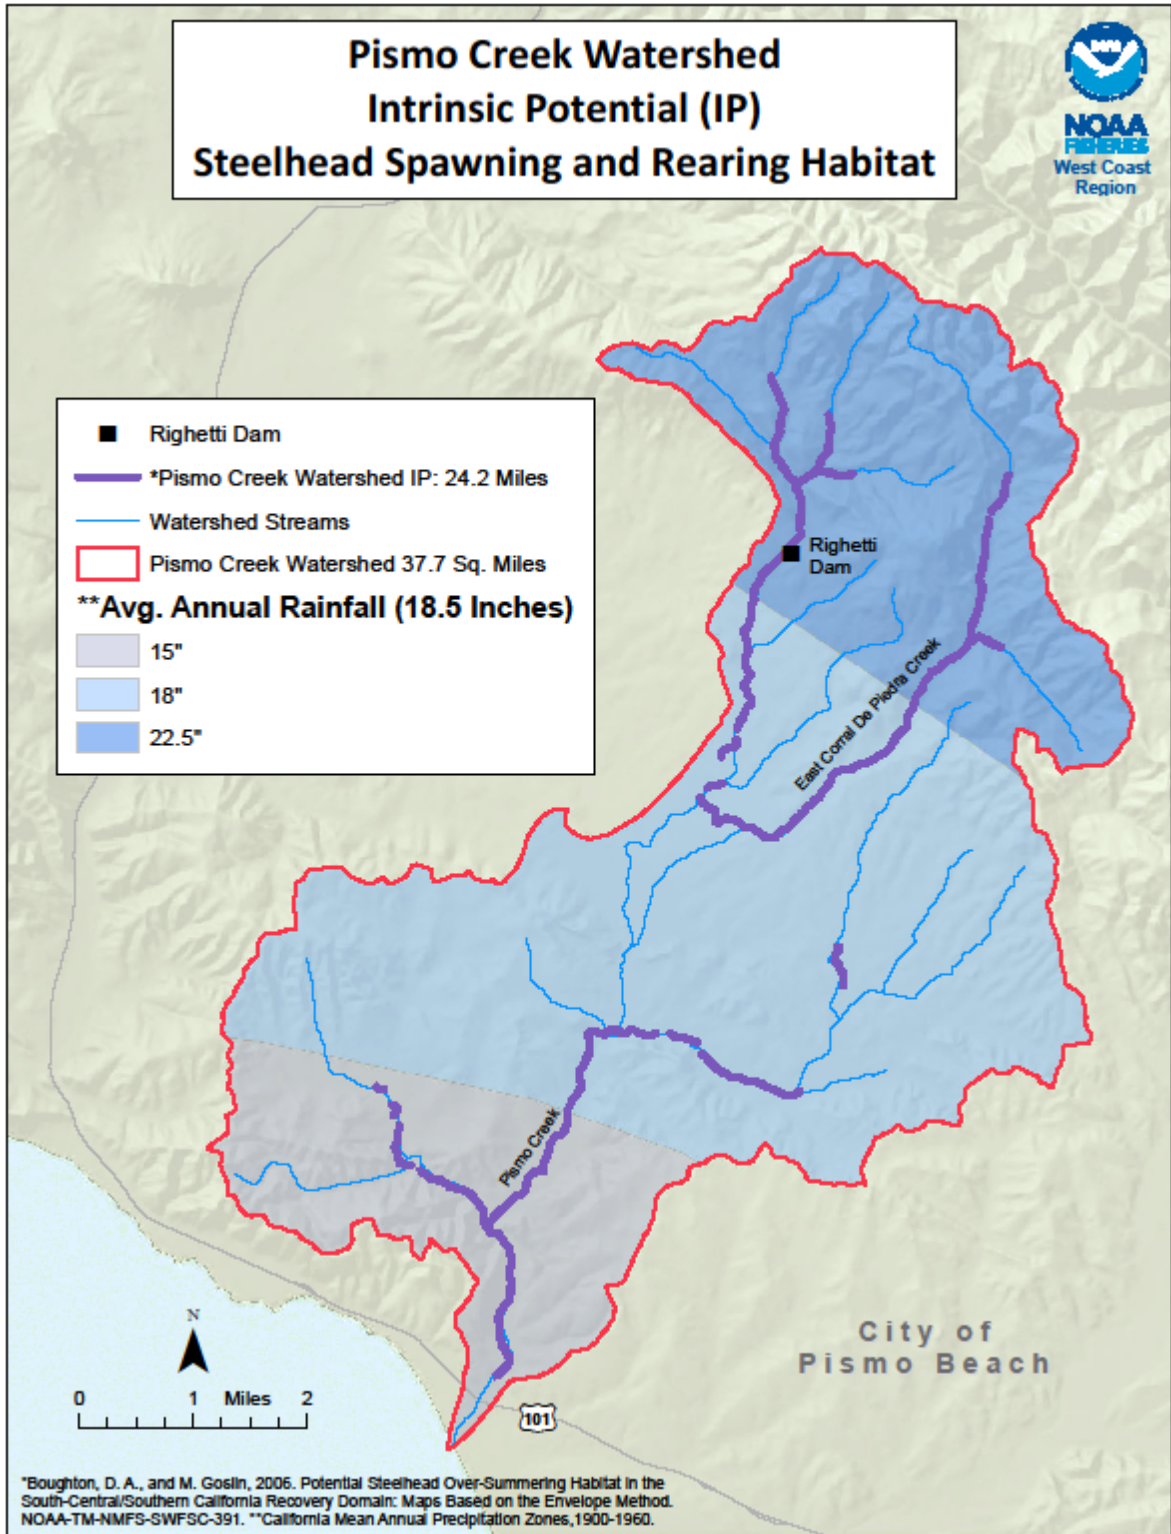 Pismo Creek Watershed
Intrinsic Potential (IP)
Steelhead Spawning and Rearing Habitat
NOAA
FISHERIES
West Coast
Region
Righetti Dam
*Pismo Creek Watershed IP: 24.2 Miles
Watershed Streams
Pismo Creek Watershed 37.7 Sq. Miles
**Avg. Annual Rainfall (18.5 Inches)
15"
18"
22.5"
Righetti
Dam
East Corral De Piedra Creek
Pismo Creek
City of
Pismo Beach
N
0 1 Miles 2
101
*Boughton, D. A., and M. Goslin, 2006. Potential Steelhead Over-Summering Habitat in the
South-Central/Southern California Recovery Domain: Maps Based on the Envelope Method.
NOAA-TM-NMFS-SWFSC-391. **California Mean Annual Precipitation Zones,1900-1960.